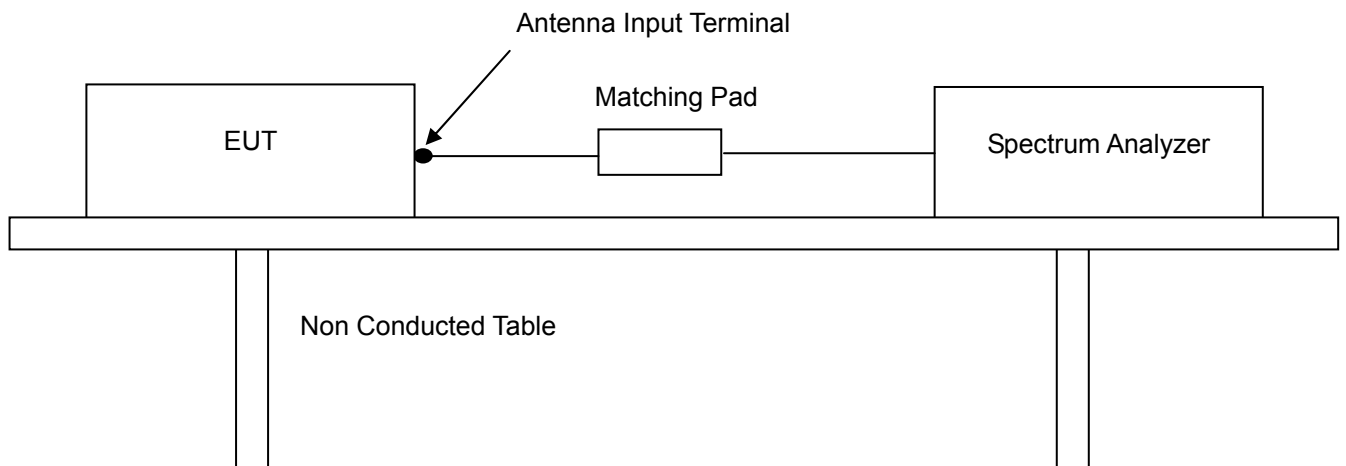 Antenna Input Terminal
Matching Pad
EUT
Spectrum Analyzer
Non Conducted Table